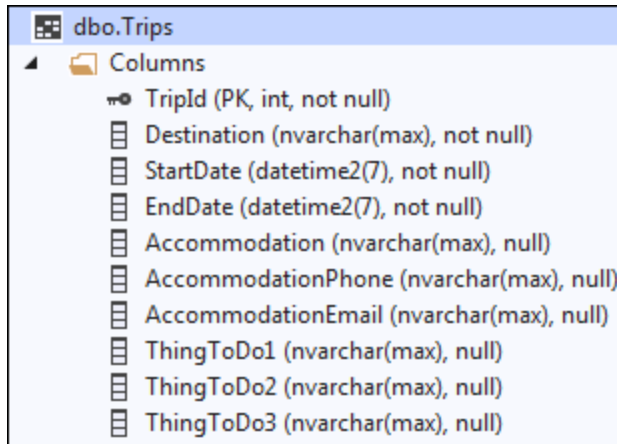 dbo.Trips
Columns
TripId (PK, int, not null)
Destination (nvarchar(max), not null)
StartDate (datetime2(7), not null)
EndDate (datetime2(7), not null)
Accommodation (nvarchar(max), null)
AccommodationPhone (nvarchar(max), null)
AccommodationEmail (nvarchar(max), null)
ThingToDo1 (nvarchar(max), null)
ThingToDo2 (nvarchar(max), null)
ThingToDo3 (nvarchar(max), null)